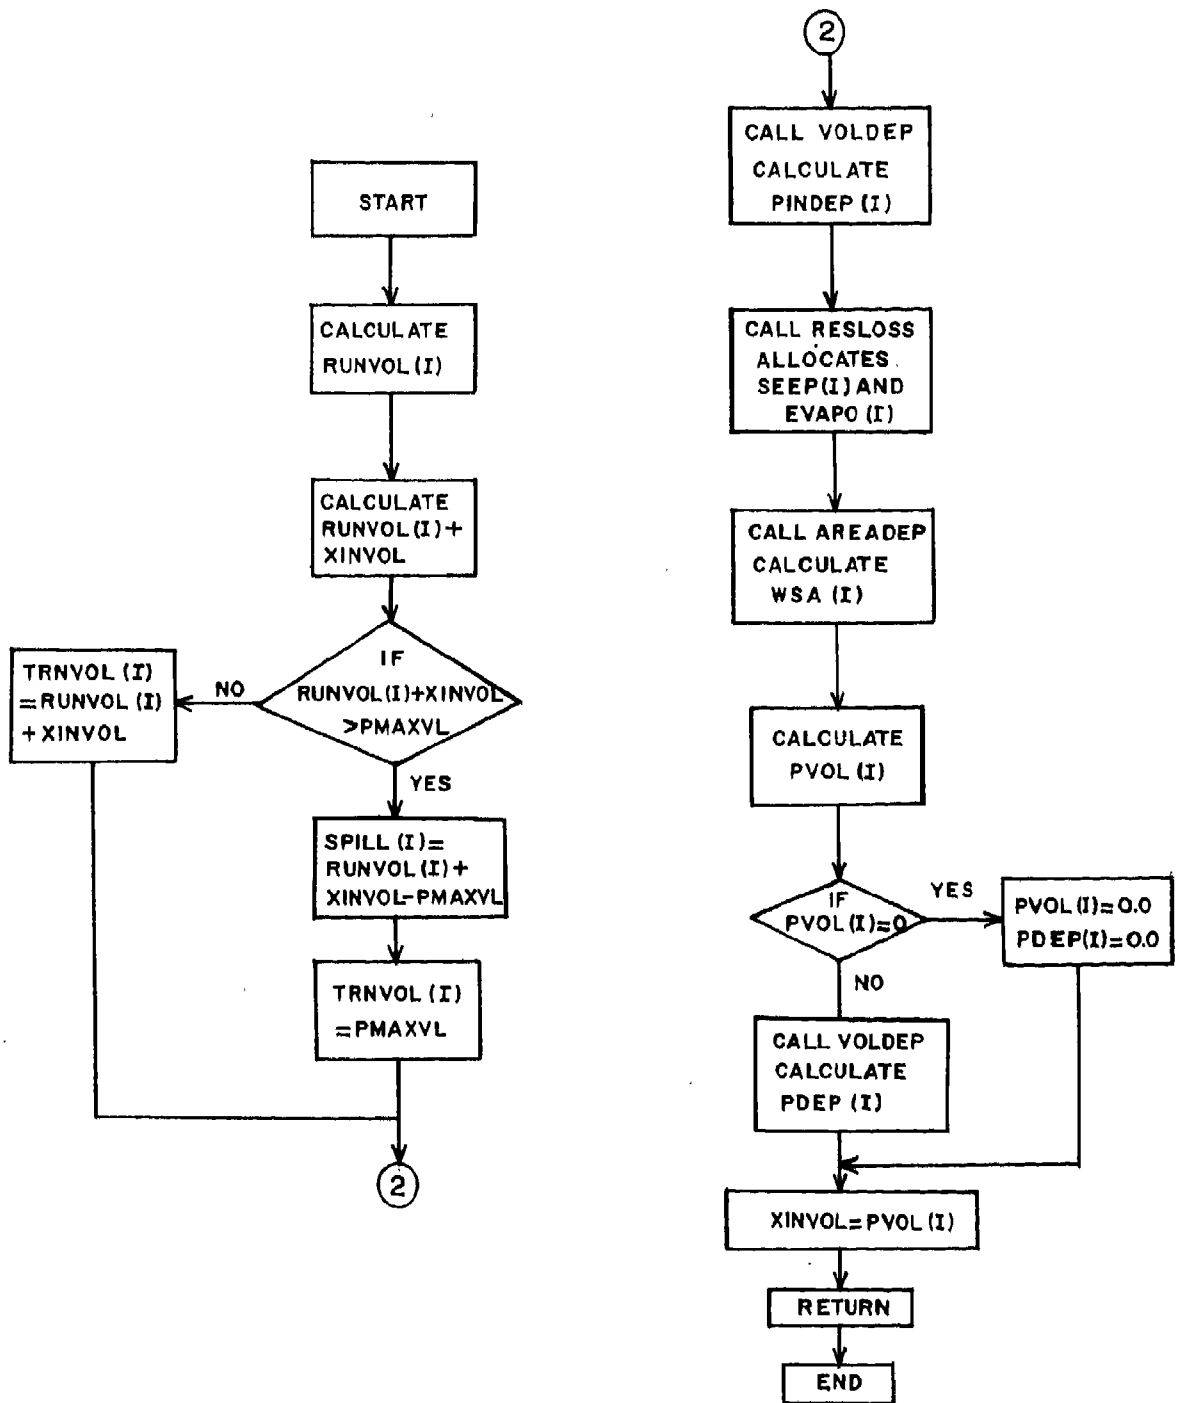 START
CALCULATE
RUNVOL(I)
CALCULATE
RUNVOL(I)+
XINVOL
IF
RUNVOL(I)+XINVOL
>PMAXVL
NO
TRNVOL (I)
=RUNVOL(I)
+XINVOL
YES
SPILL (I)=
RUNVOL(I)+
XINVOL-PMAXVL
TRNVOL (I)
=PMAXVL
2
2
CALL VOLDEP
CALCULATE
PINDEP (I)
CALL RESLOSS
ALLOCATES
SEEP(I) AND
EVAPO (I)
CALL AREADEP
CALCULATE
WSA (I)
CALCULATE
PVOL(I)
IF
PVOL(I)=0
YES
PVOL(I)=0.0
PDEP(I)=0.0
NO
CALL VOLDEP
CALCULATE
PDEP (I)
XINVOL=PVOL(I)
RETURN
END